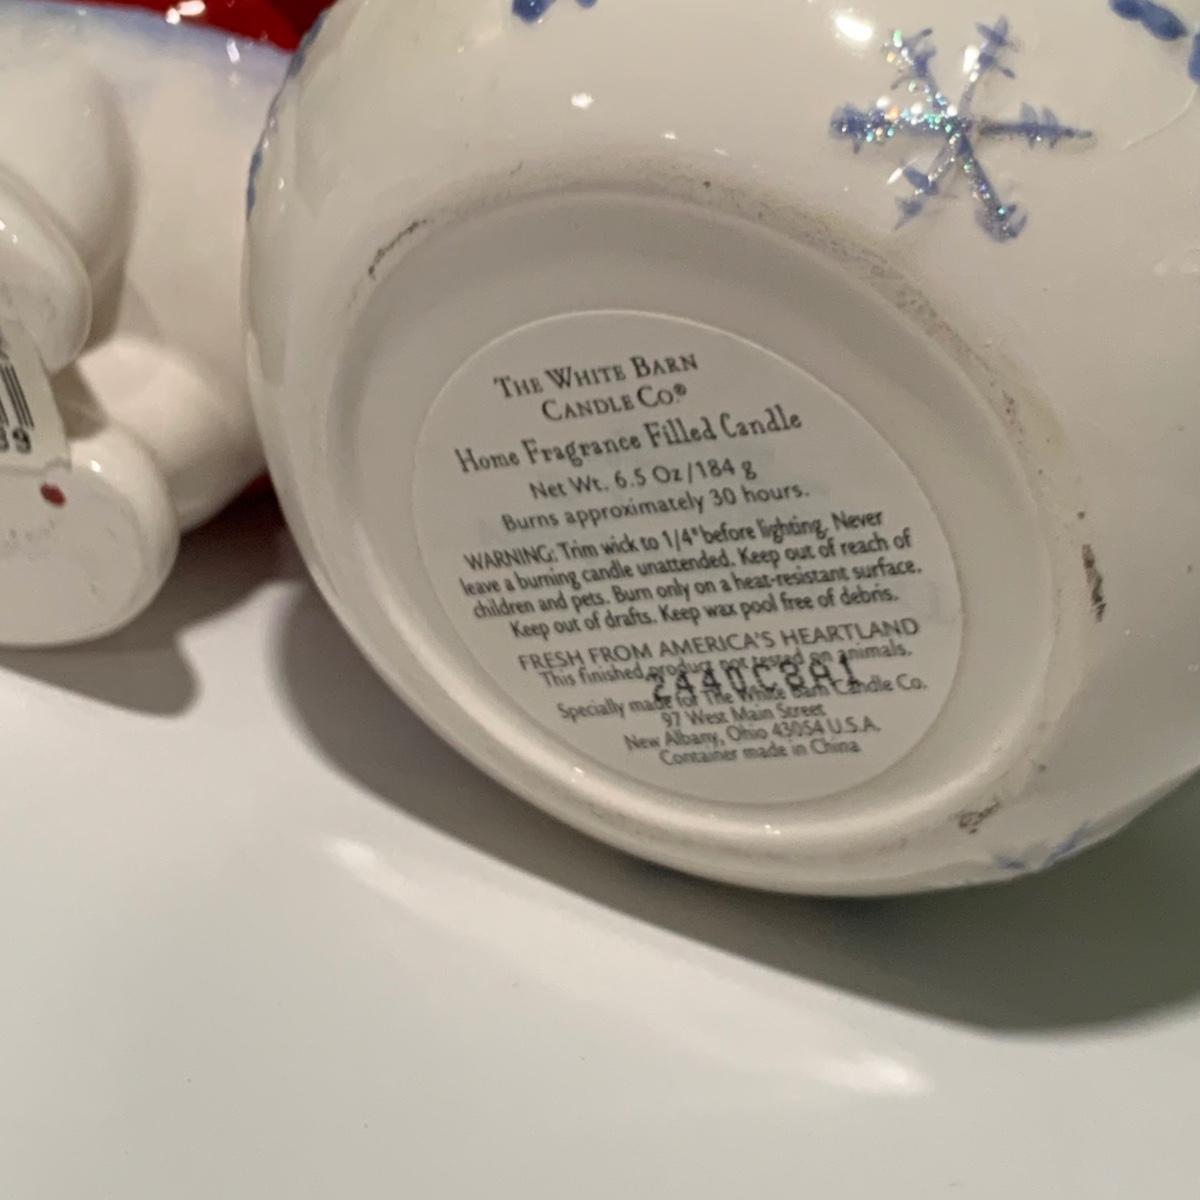 THE WHITE BARN
CANDLE CO.®
Home Fragrance Filled Candle
Net Wt. 6.5 Oz/184 g
Burns approximately 30 hours.
WARNING: Trim wick to 1/4" before lighting. Never
leave a burning candle unattended. Keep out of reach of
children and pets. Burn only on a heat-resistant surface.
Keep out of drafts. Keep wax pool free of debris.
FRESH FROM AMERICA'S HEARTLAND
This finished product not tested on animals.
2440C8A1
Specially made for The White Barn Candle Co.
97 West Main Street
New Albany, Ohio 43054 U.S.A.
Container made in China
39